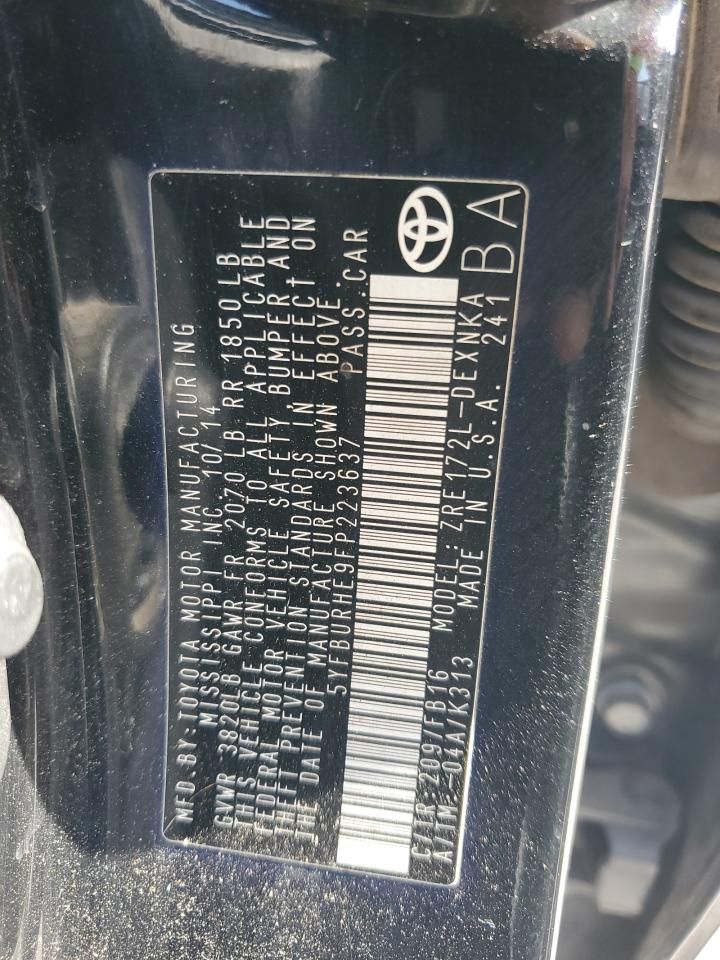 MFD.BY:TOYOTA MOTOR MANUFACTURING
MISSISSIPPI INC 10/14
GVWR 3820LB GAWR FR 2070 LB RR 1850 LB
THIS VEHICLE CONFORMS TO ALL APPLICABLE
FEDERAL MOTOR VEHICLE SAFETY, BUMPER AND
THEFT PREVENTION STANDARDS IN EFFECT ON
THE DATE OF MANUFACTURE SHOWN ABOVE.
5YFBURHE9FP223637 PASS.CAR
C/TR: 209/FB16 MODEL: ZRE172L-DEXNKA
A/TM: -04A/K313 MADE IN U.S.A. 241 BA